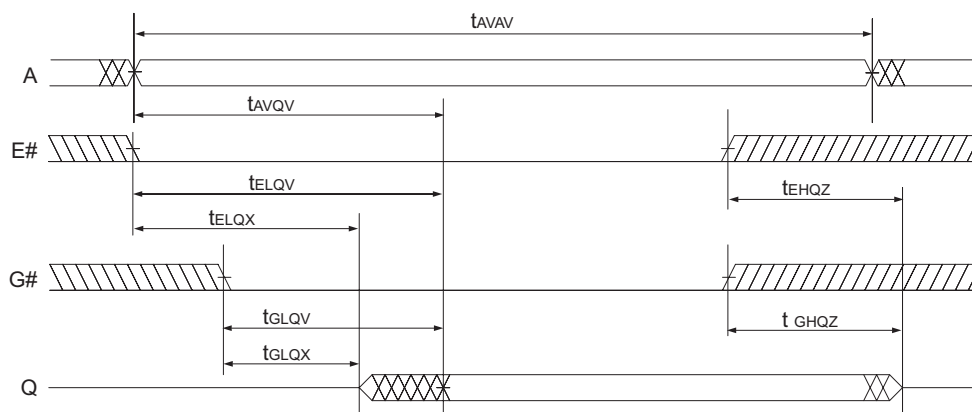 tAVAV
A
tAVQV
E#
tELQV
tEHQZ
tELQX
G#
tGLQV
t GHQZ
tGLQX
Q